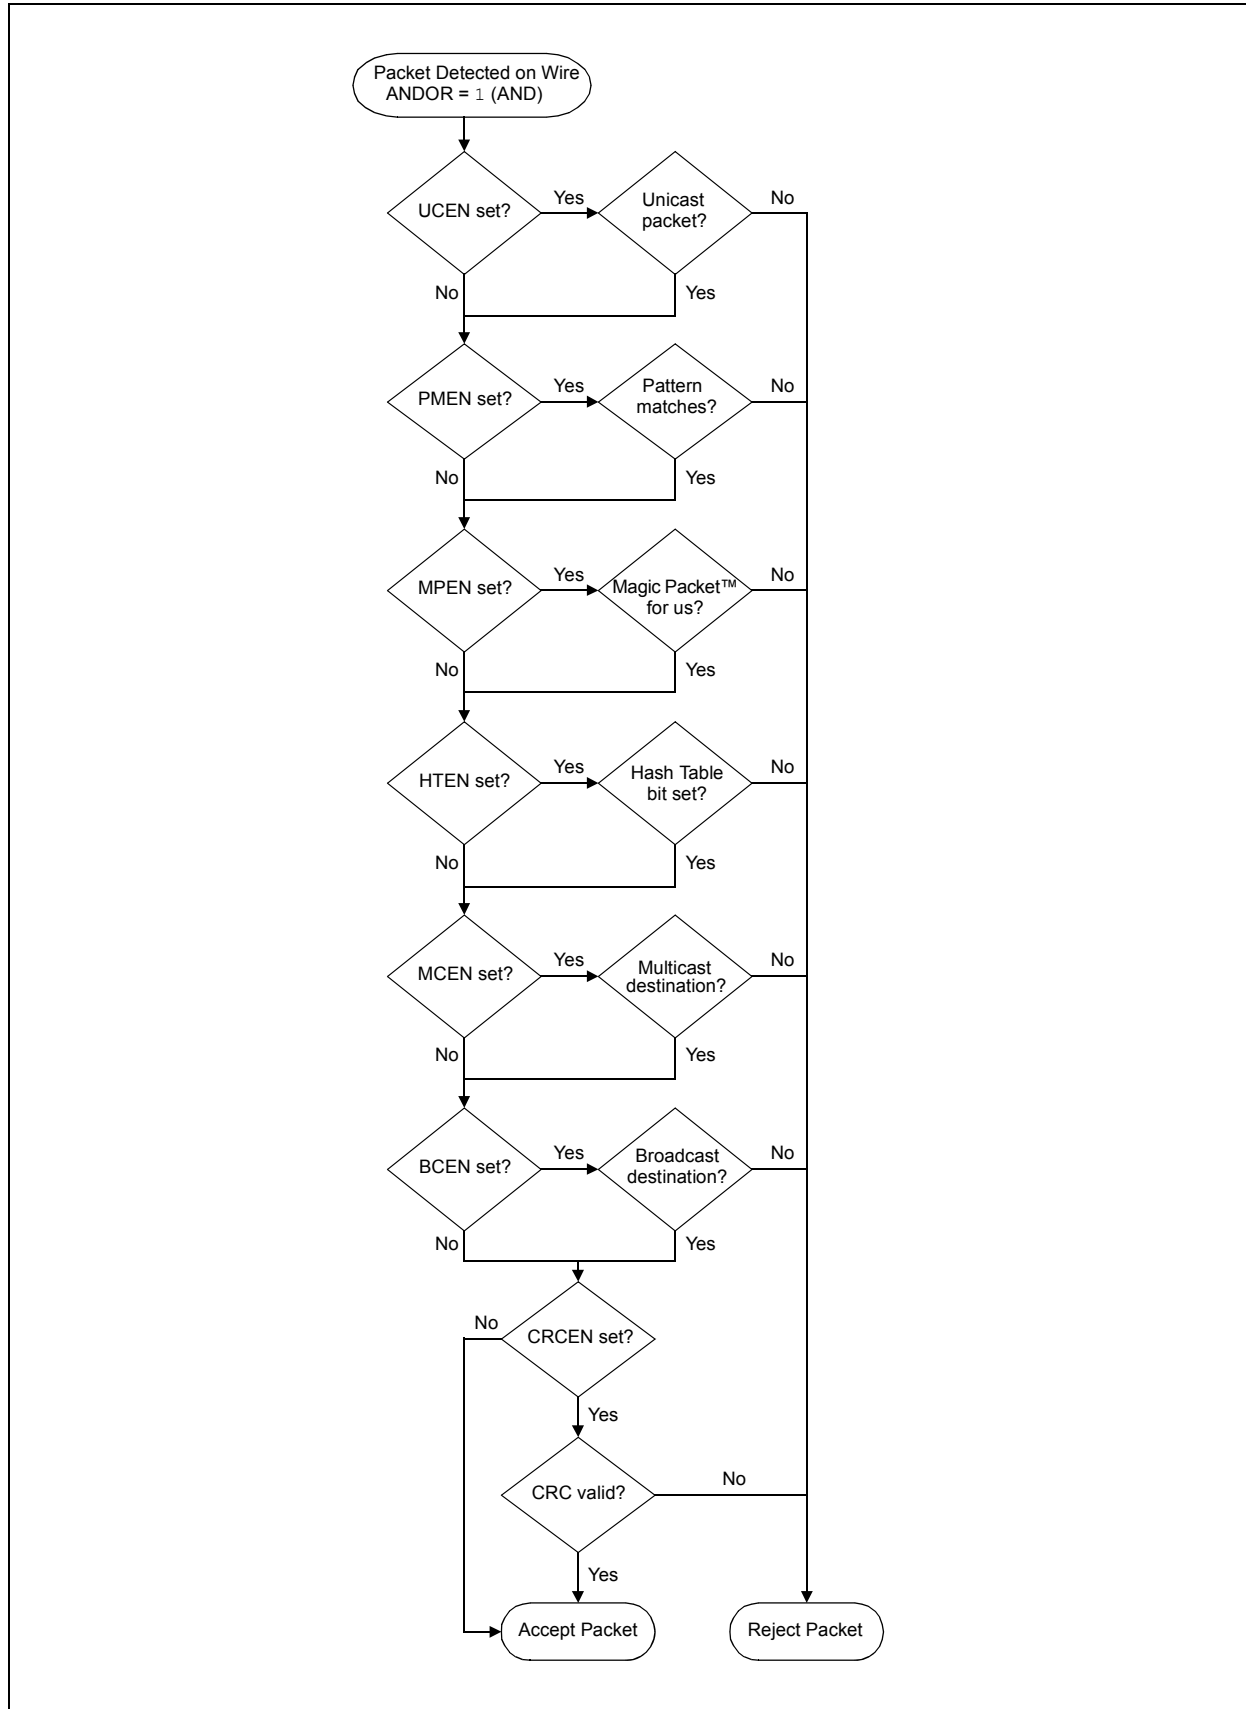 Packet Detected on Wire
ANDOR = 1 (AND)
UCEN set?
Yes
Unicast
packet?
No
No
Yes
PMEN set?
Yes
Pattern
matches?
No
No
Yes
MPEN set?
Yes
Magic Packet™
for us?
No
No
Yes
HTEN set?
Yes
Hash Table
bit set?
No
No
Yes
MCEN set?
Yes
Multicast
destination?
No
No
Yes
BCEN set?
Yes
Broadcast
destination?
No
No
Yes
No
CRCEN set?
Yes
CRC valid?
No
Yes
Accept Packet
Reject Packet